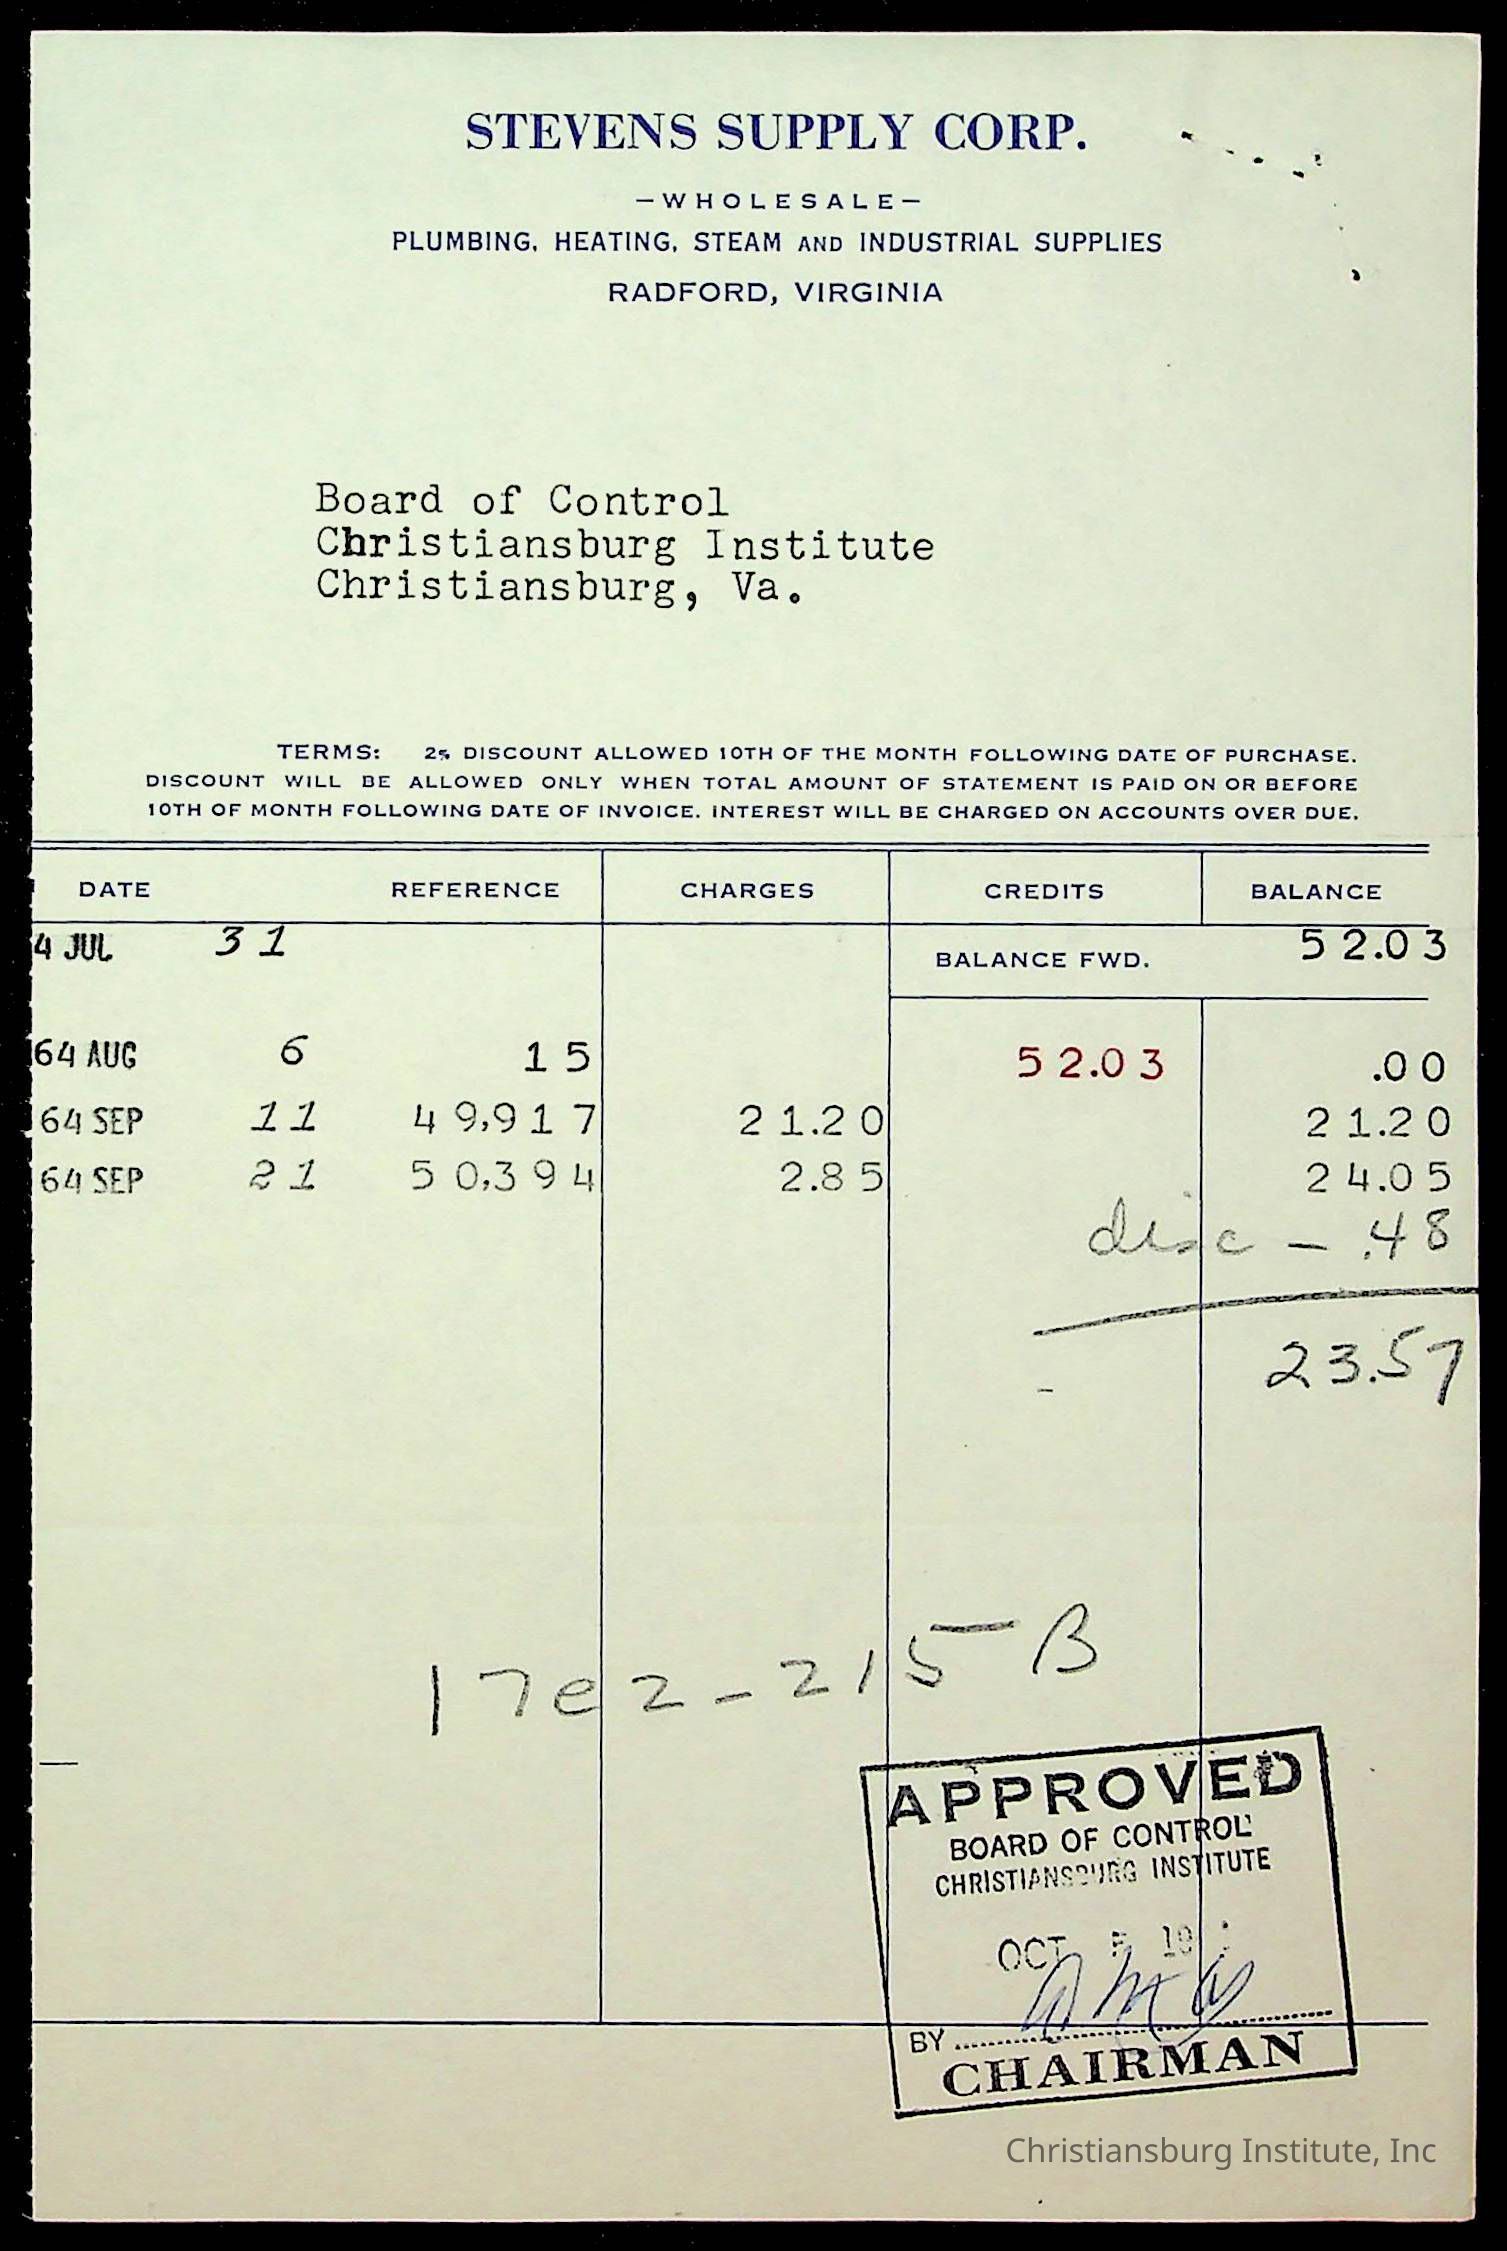 STEVENS SUPPLY CORP.
—WHOLESALE—
PLUMBING, HEATING, STEAM AND INDUSTRIAL SUPPLIES
RADFORD, VIRGINIA
Board of Control
Christiansburg Institute
Christiansburg, Va.
TERMS: 2% DISCOUNT ALLOWED 10TH OF THE MONTH FOLLOWING DATE OF PURCHASE.
DISCOUNT WILL BE ALLOWED ONLY WHEN TOTAL AMOUNT OF STATEMENT IS PAID ON OR BEFORE
10TH OF MONTH FOLLOWING DATE OF INVOICE. INTEREST WILL BE CHARGED ON ACCOUNTS OVER DUE.
DATE REFERENCE CHARGES CREDITS BALANCE
4 JUL 31 BALANCE FWD. 52.03
64 AUG 6 15 52.03 .00
64 SEP 11 49,917 21.20 21.20
64 SEP 21 50,394 2.85 24.05
disc — .48
23.57
17e2-215B
APPROVED
BOARD OF CONTROL
CHRISTIANSBURG INSTITUTE
OCT
BY
CHAIRMAN
Christiansburg Institute, Inc